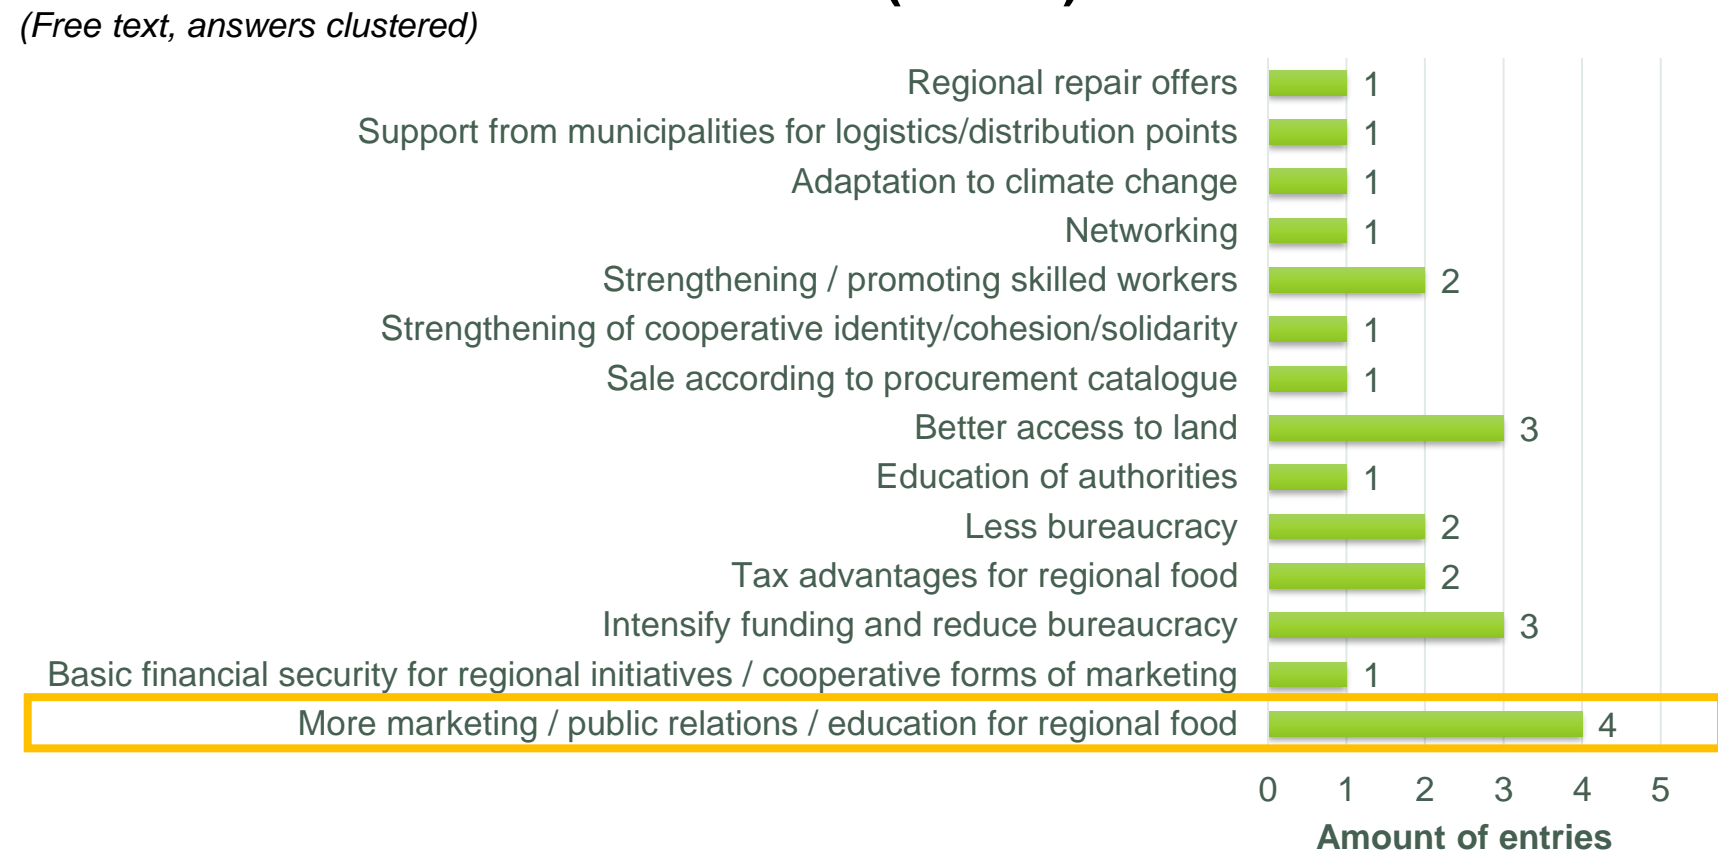 (Free text, answers clustered)
Regional repair offers 1
Support from municipalities for logistics/distribution points 1
Adaptation to climate change 1
Networking 1
Strengthening / promoting skilled workers 2
Strengthening of cooperative identity/cohesion/solidarity 1
Sale according to procurement catalogue 1
Better access to land 3
Education of authorities 1
Less bureaucracy 2
Tax advantages for regional food 2
Intensify funding and reduce bureaucracy 3
Basic financial security for regional initiatives / cooperative forms of marketing 1
More marketing / public relations / education for regional food 4
0 1 2 3 4 5
Amount of entries